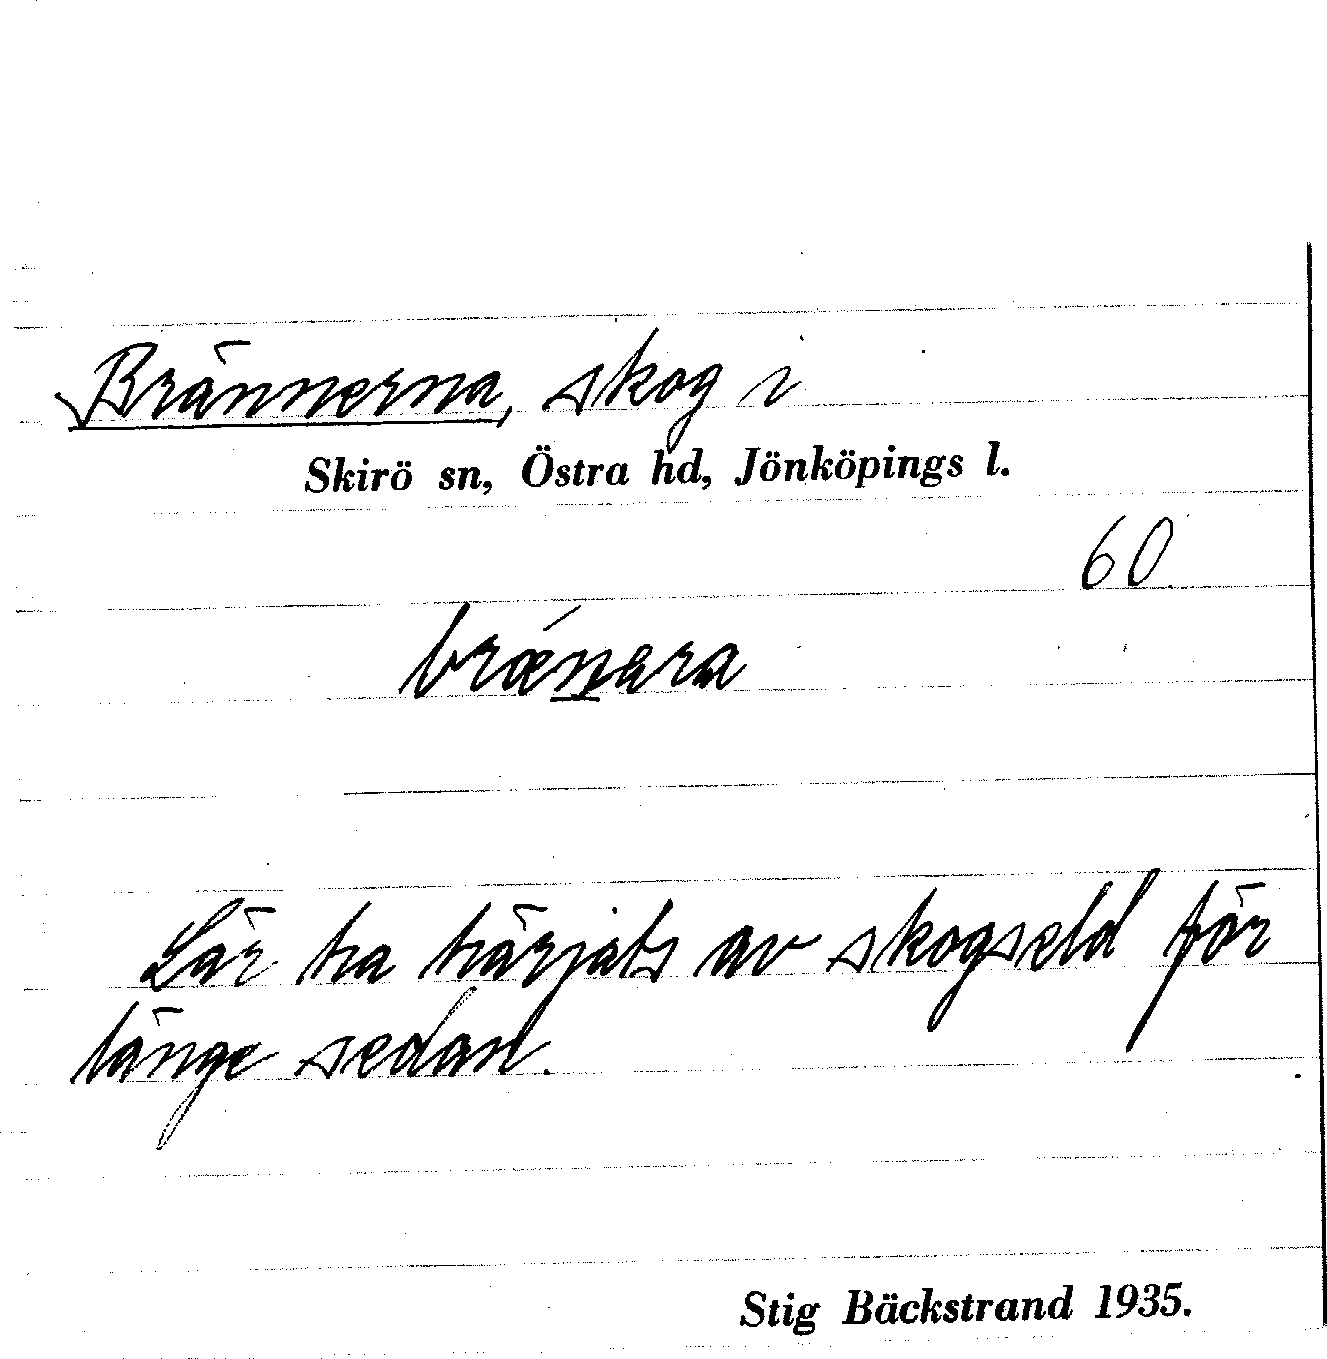 Brännerna, skog i
Skirö sn, Östra hd, Jönköpings l.
60
brǽnara
Lär ha härjats av skogseld för
länge sedan.
Stig Bäckstrand 1935.